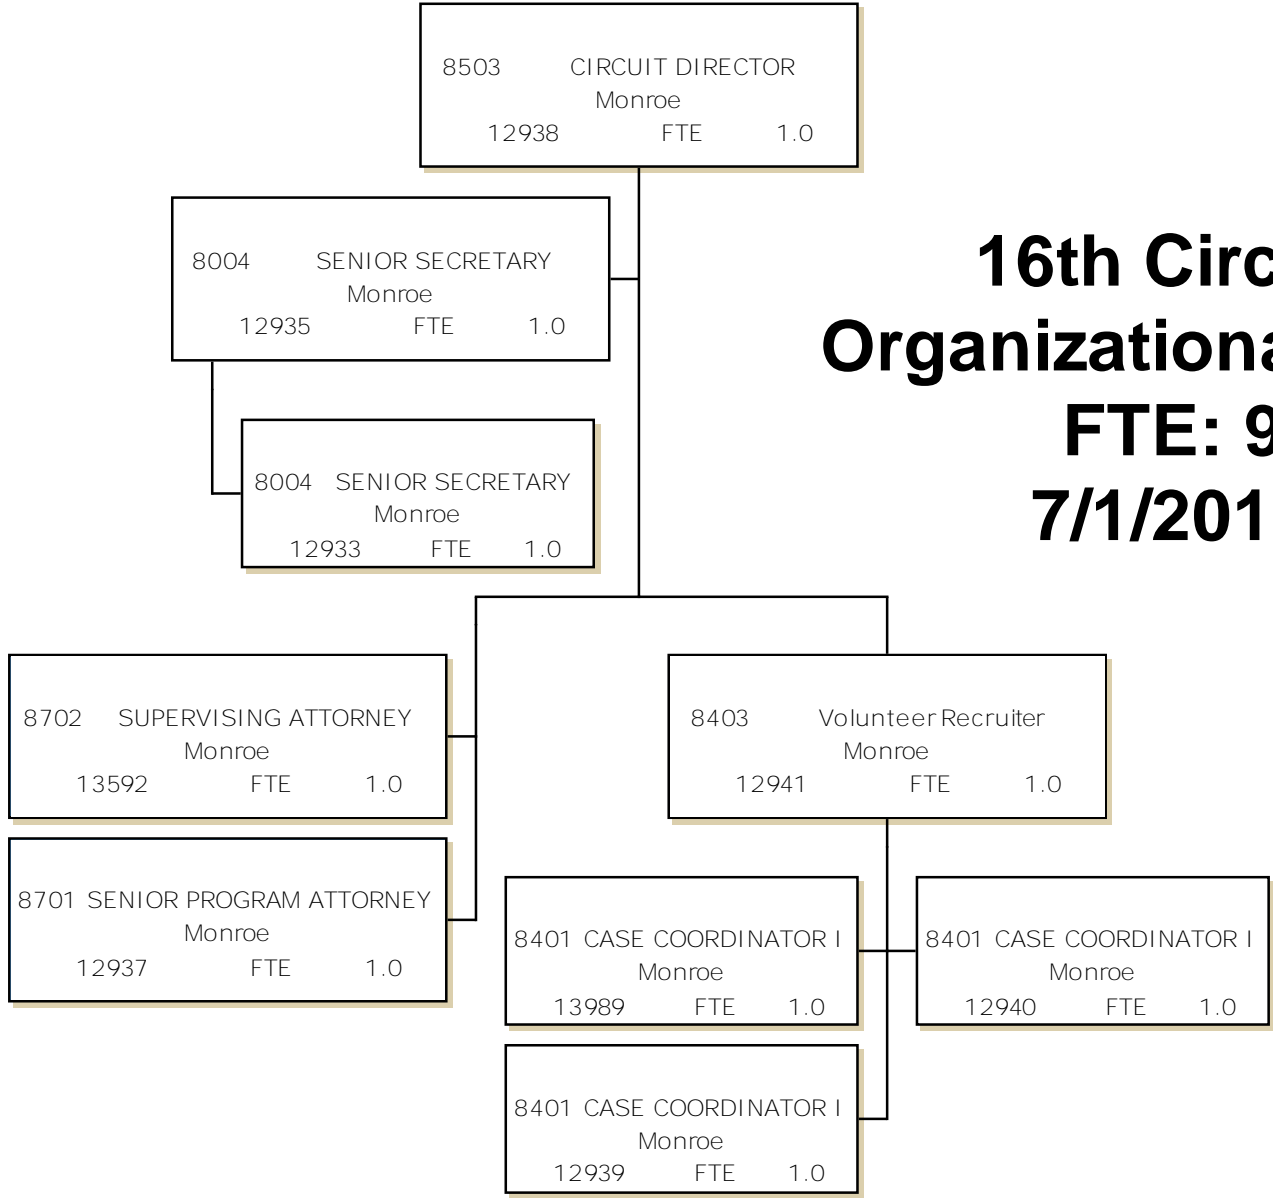 8503 CIRCUIT DIRECTOR
Monroe
12938 FTE 1.0
8004 SENIOR SECRETARY
Monroe
12935 FTE 1.0
16th Circ
Organizationa
FTE: 9
7/1/201
8004 SENIOR SECRETARY
Monroe
12933 FTE 1.0
8702 SUPERVISING ATTORNEY
Monroe
13592 FTE 1.0
8403 Volunteer Recruiter
Monroe
12941 FTE 1.0
8701 SENIOR PROGRAM ATTORNEY
Monroe
12937 FTE 1.0
8401 CASE COORDINATOR I
Monroe
13989 FTE 1.0
8401 CASE COORDINATOR I
Monroe
12940 FTE 1.0
8401 CASE COORDINATOR I
Monroe
12939 FTE 1.0